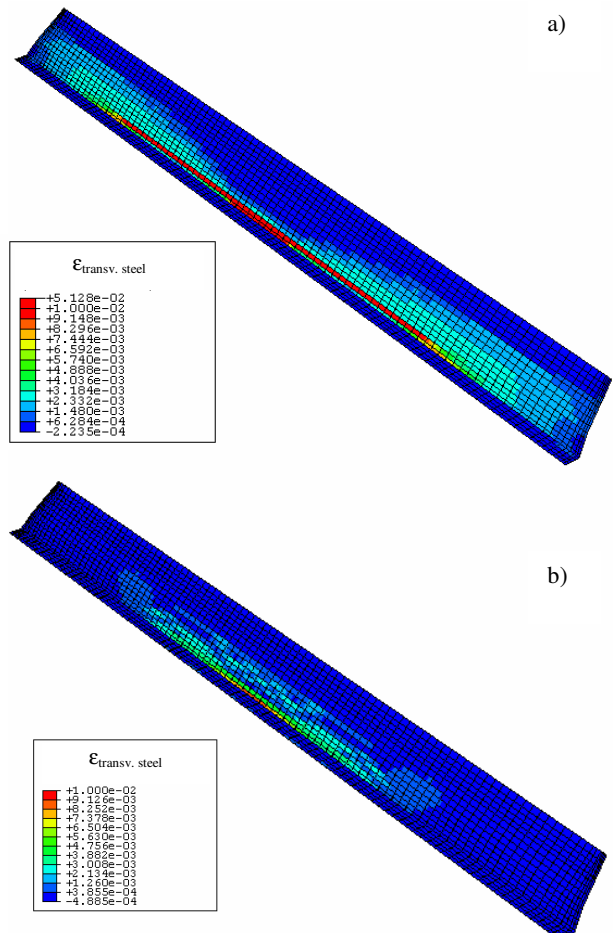 a)
εtransv. steel
+5.128e-02
+1.000e-02
+9.148e-03
+8.296e-03
+7.444e-03
+6.592e-03
+5.740e-03
+4.888e-03
+4.036e-03
+3.184e-03
+2.332e-03
+1.480e-03
+6.284e-04
-2.235e-04
b)
εtransv. steel
+1.000e-02
+9.126e-03
+8.252e-03
+7.378e-03
+6.504e-03
+5.630e-03
+4.756e-03
+3.882e-03
+3.008e-03
+2.134e-03
+1.260e-03
+3.855e-04
-4.885e-04